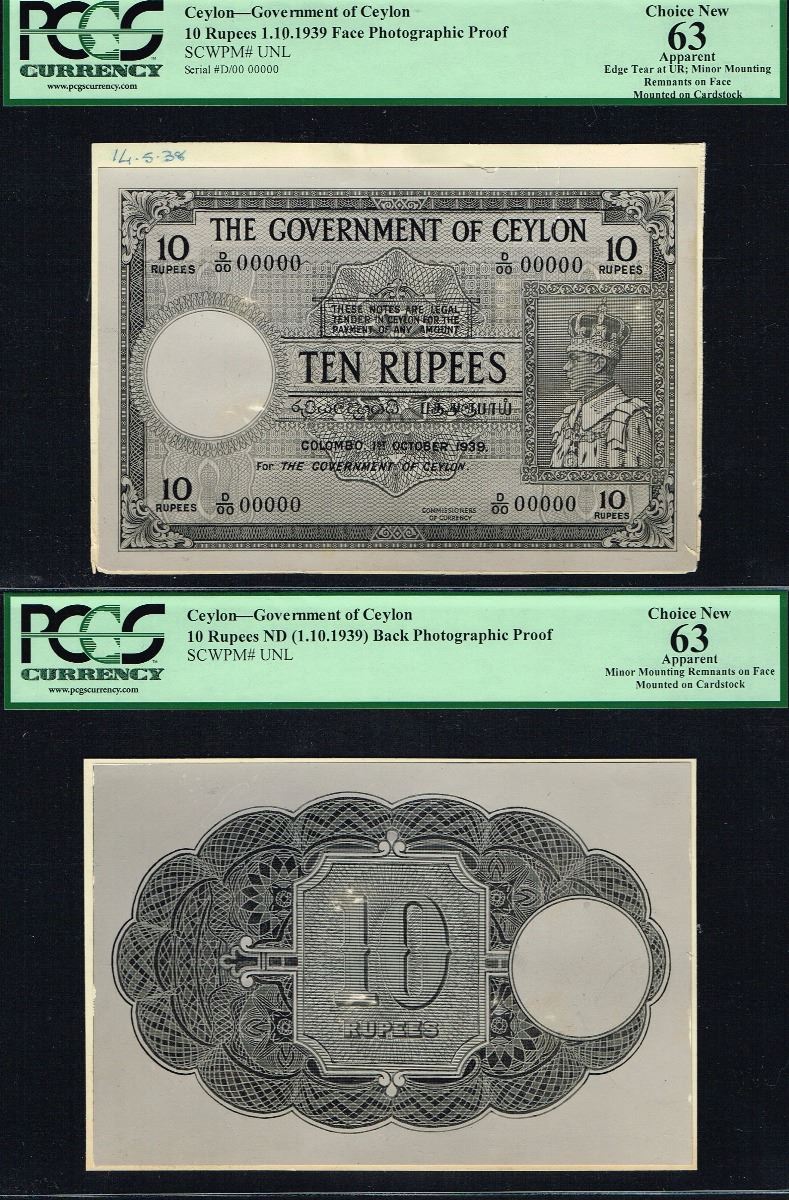 PCGS
CURRENCY
www.pcgscurrency.com
Ceylon—Government of Ceylon
10 Rupees 1.10.1939 Face Photographic Proof
SCWPM# UNL
Serial #D/00 00000
Choice New
63
Apparent
Edge Tear at UR; Minor Mounting
Remnants on Face
Mounted on Cardstock
14.5.38
THE GOVERNMENT OF CEYLON
10 RUPEES
D/00 00000
D/00 00000
10 RUPEES
THESE NOTES ARE LEGAL
TENDER IN CEYLON FOR THE
PAYMENT OF ANY AMOUNT
TEN RUPEES
රුපියල් දහයයි பத்து ரூபாய்
COLOMBO, 1ST OCTOBER, 1939.
For THE GOVERNMENT OF CEYLON.
10 RUPEES
D/00 00000
COMMISSIONERS
OF CURRENCY
D/00 00000
10 RUPEES
PCGS
CURRENCY
www.pcgscurrency.com
Ceylon—Government of Ceylon
10 Rupees ND (1.10.1939) Back Photographic Proof
SCWPM# UNL
Choice New
63
Apparent
Minor Mounting Remnants on Face
Mounted on Cardstock
10
RUPEES